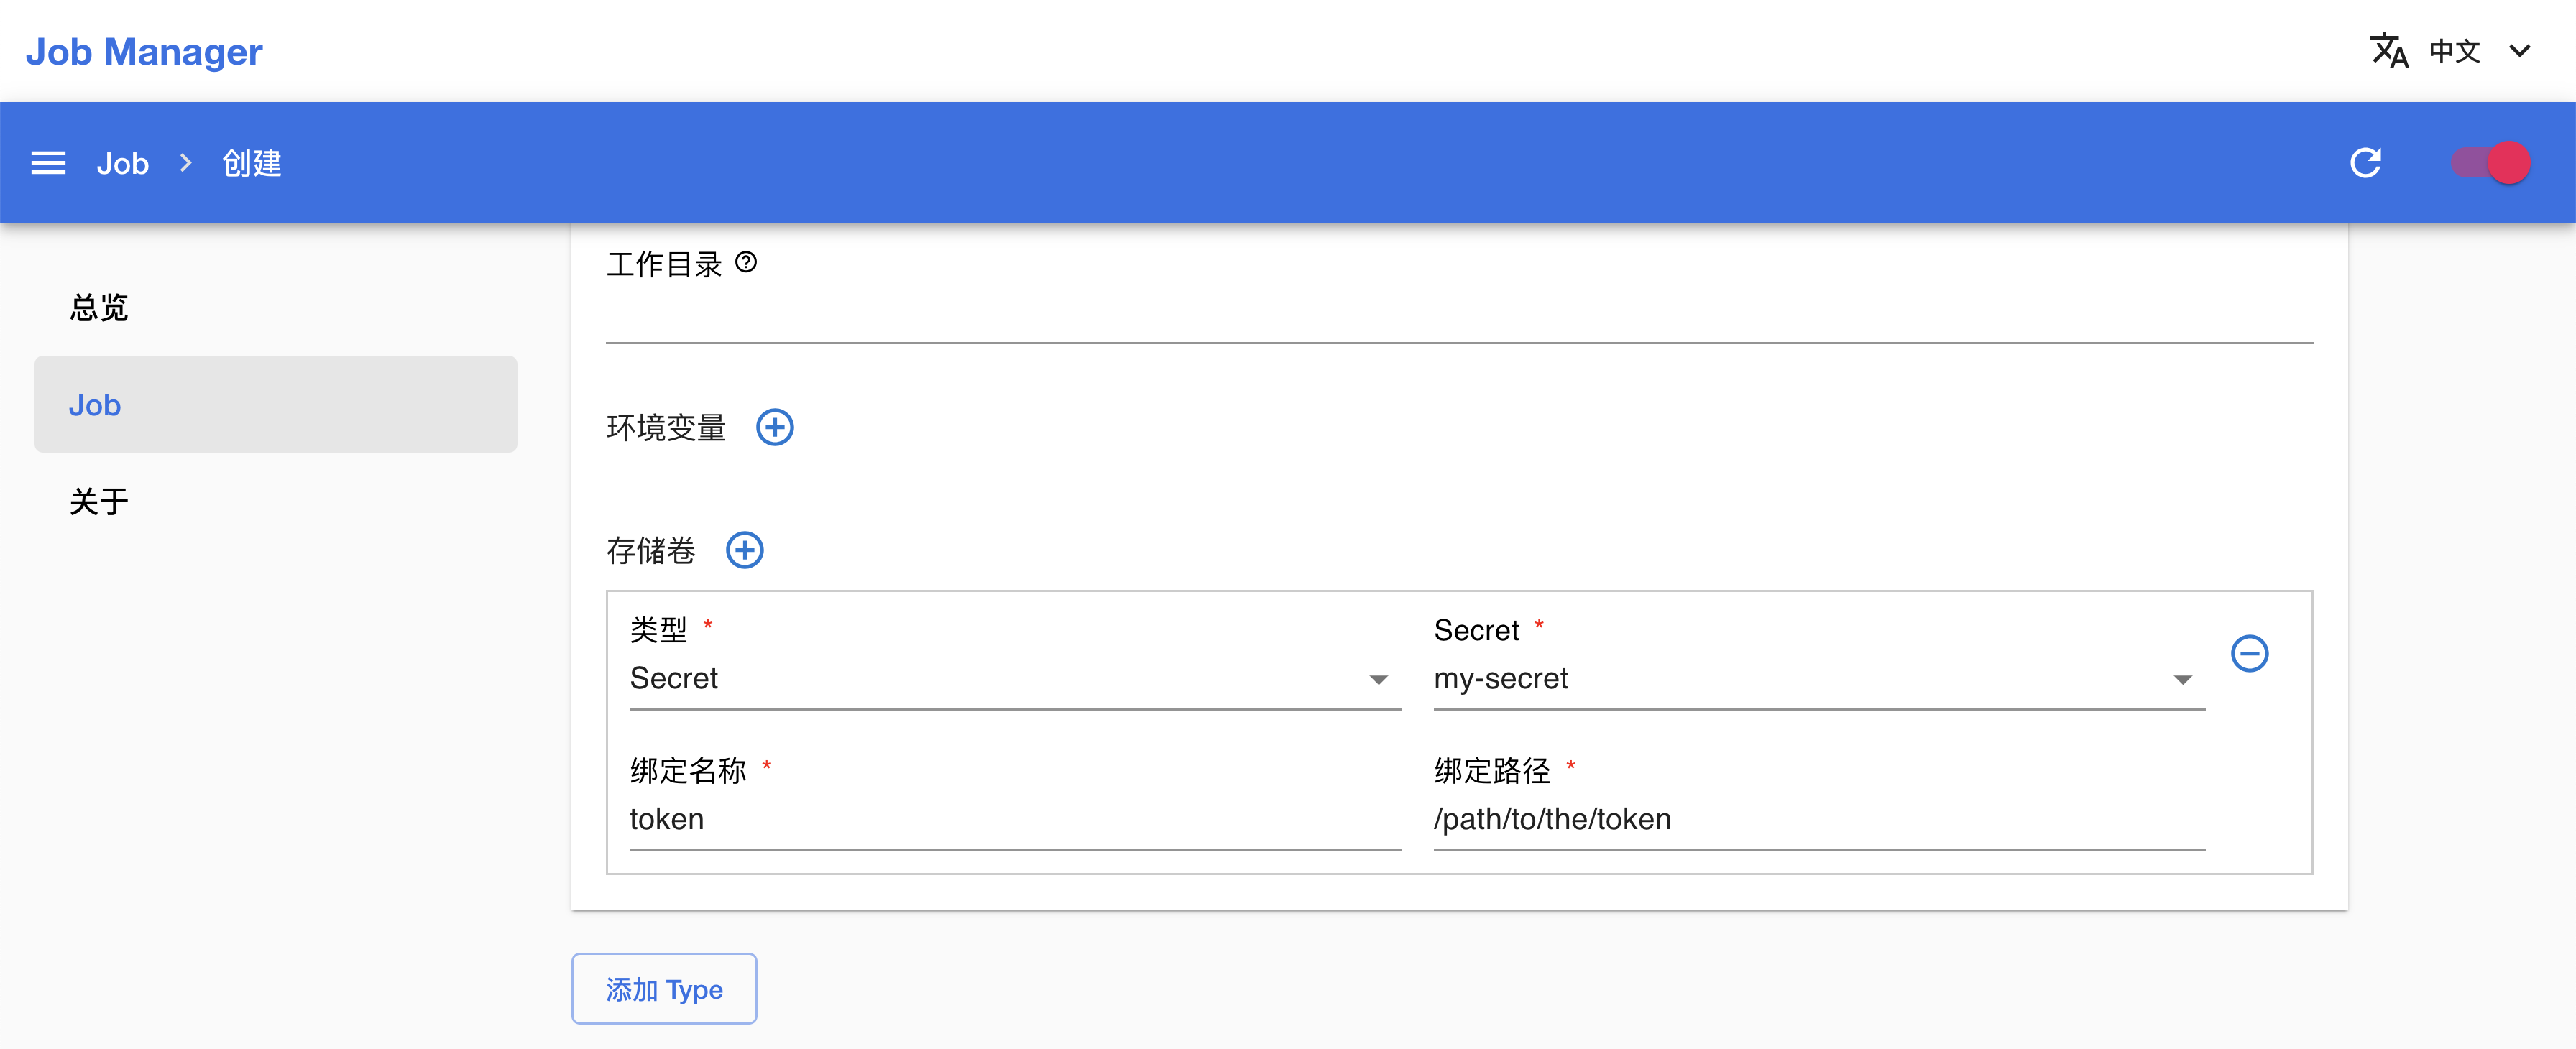 Job Manager
中文
Job > 创建
总览
Job
关于
工作目录
环境变量
存储卷
类型 *
Secret *
Secret
my-secret
绑定名称 *
绑定路径 *
token
/path/to/the/token
添加 Type